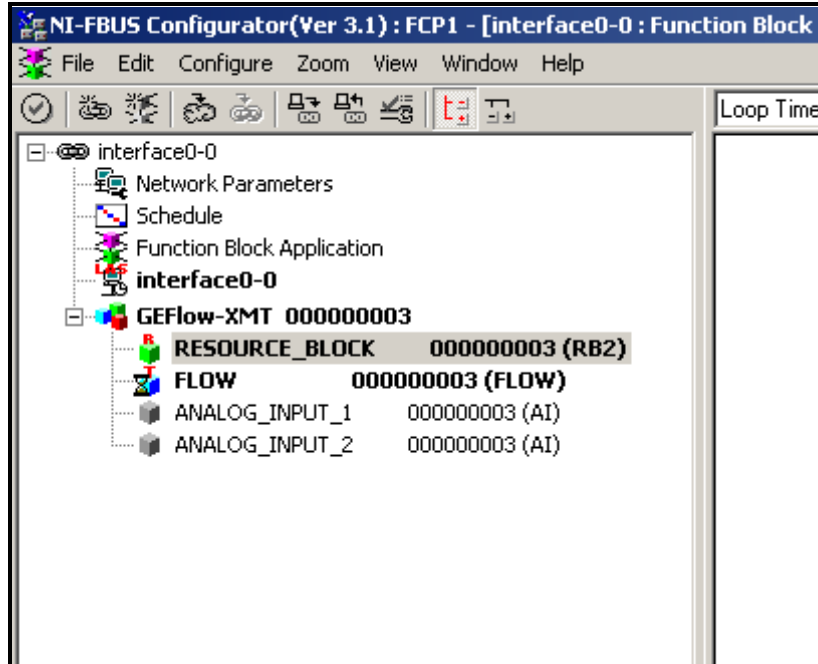 NI-FBUS Configurator(Ver 3.1) : FCP1 - [interface0-0 : Function Block
File Edit Configure Zoom View Window Help
Loop Time
interface0-0
Network Parameters
Schedule
Function Block Application
LAS
interface0-0
GEFlow-XMT 000000003
R
RESOURCE_BLOCK 000000003 (RB2)
T
FLOW 000000003 (FLOW)
ANALOG_INPUT_1 000000003 (AI)
ANALOG_INPUT_2 000000003 (AI)